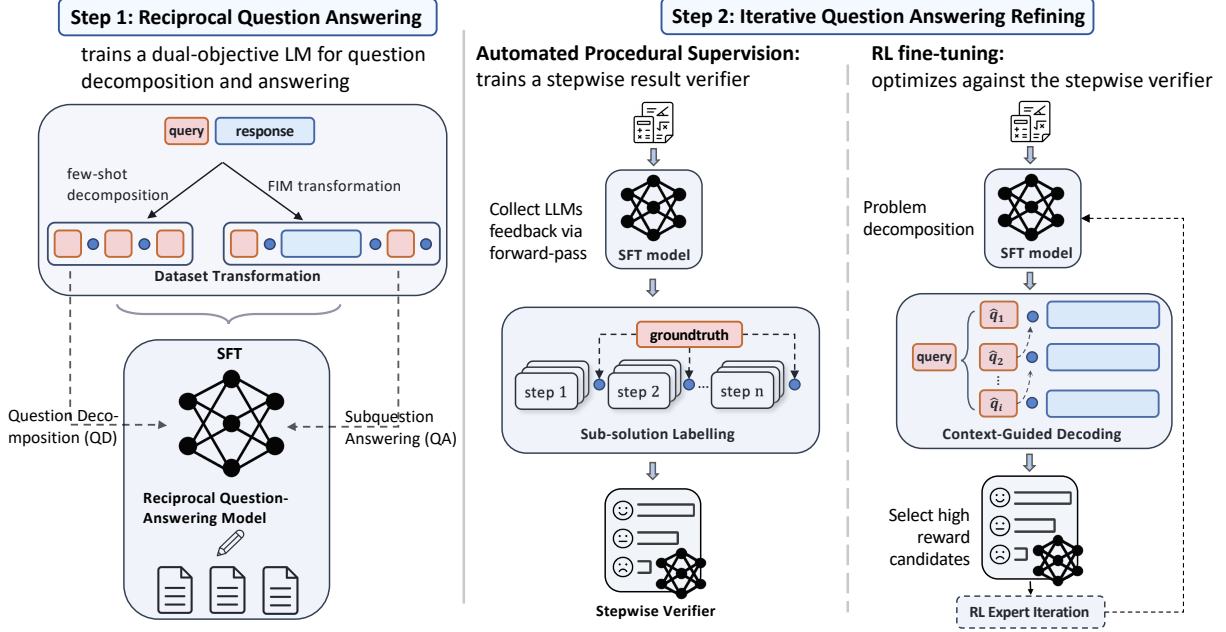 Step 1: Reciprocal Question Answering
trains a dual-objective LM for question
decomposition and answering
query
response
few-shot
decomposition
FIM transformation
Dataset Transformation
SFT
Question Deco-
mposition (QD)
Subquestion
Answering (QA)
Reciprocal Question-
Answering Model
Step 2: Iterative Question Answering Refining
Automated Procedural Supervision:
trains a stepwise result verifier
Collect LLMs
feedback via
forward-pass
SFT model
groundtruth
step 1
step 2
...
step n
Sub-solution Labelling
Stepwise Verifier
RL fine-tuning:
optimizes against the stepwise verifier
Problem
decomposition
SFT model
query
q̂₁
q̂₂
⋮
q̂ᵢ
Context-Guided Decoding
Select high
reward
candidates
RL Expert Iteration